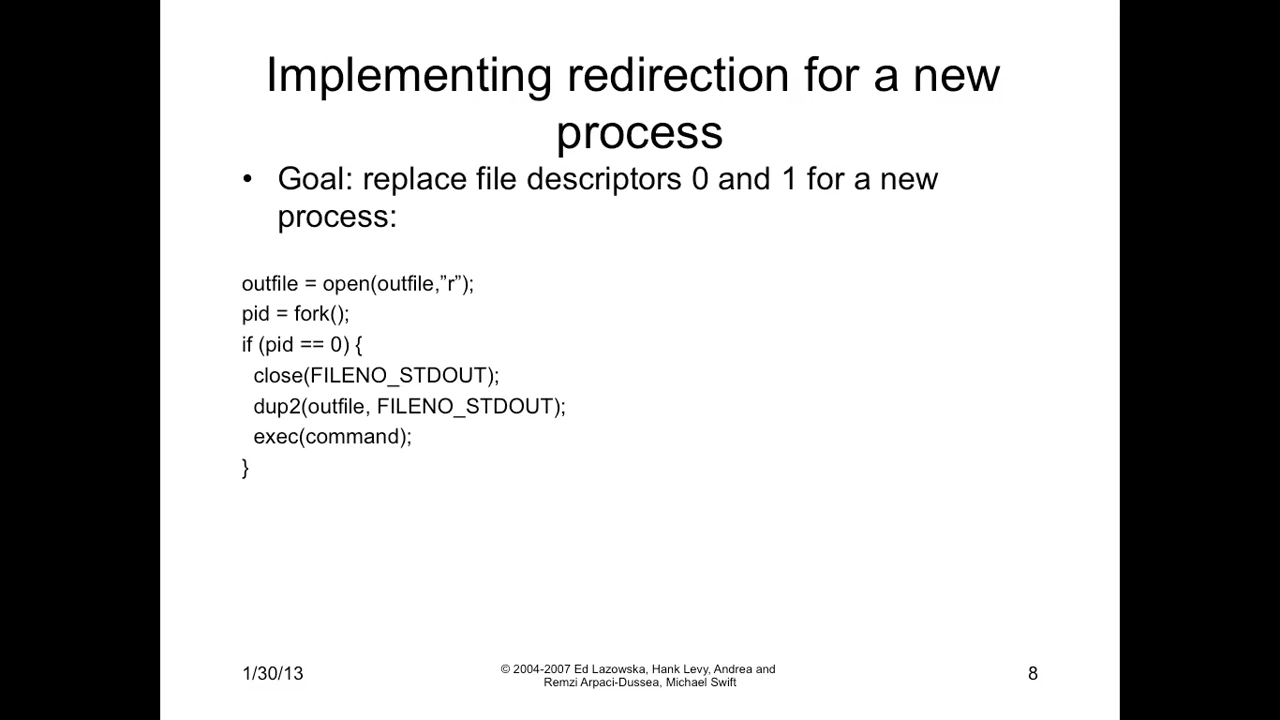 Implementing redirection for a new
process
• Goal: replace file descriptors 0 and 1 for a new
process:
outfile = open(outfile,”r”);
pid = fork();
if (pid == 0) {
close(FILENO_STDOUT);
dup2(outfile, FILENO_STDOUT);
exec(command);
}
1/30/13
© 2004-2007 Ed Lazowska, Hank Levy, Andrea and
Remzi Arpaci-Dussea, Michael Swift
8